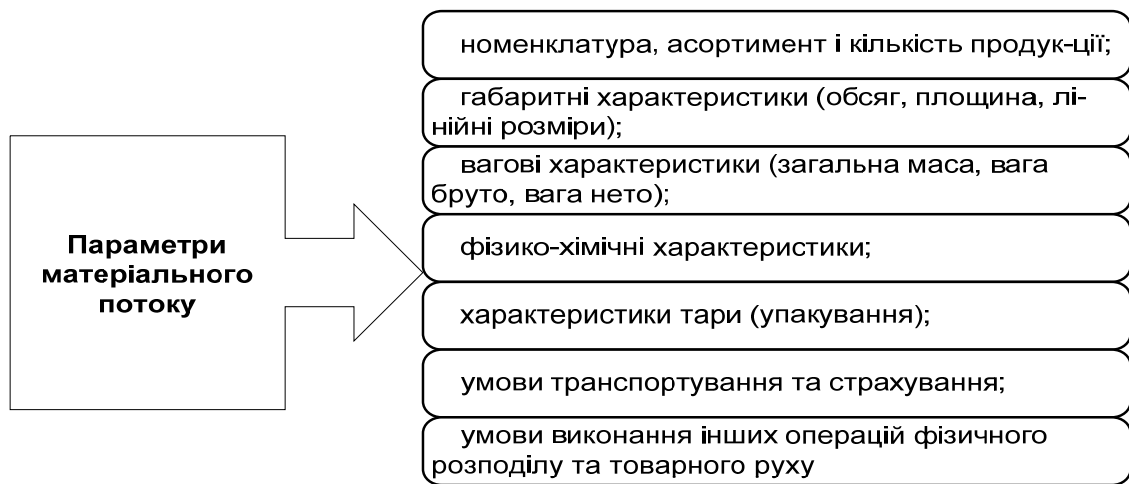 Параметри
матеріального
потоку
номенклатура, асортимент і кількість продук-ції;
габаритні характеристики (обсяг, площина, лі-
нійні розміри);
вагові характеристики (загальна маса, вага
бруто, вага нето);
фізико-хімічні характеристики;
характеристики тари (упакування);
умови транспортування та страхування;
умови виконання інших операцій фізичного
розподілу та товарного руху